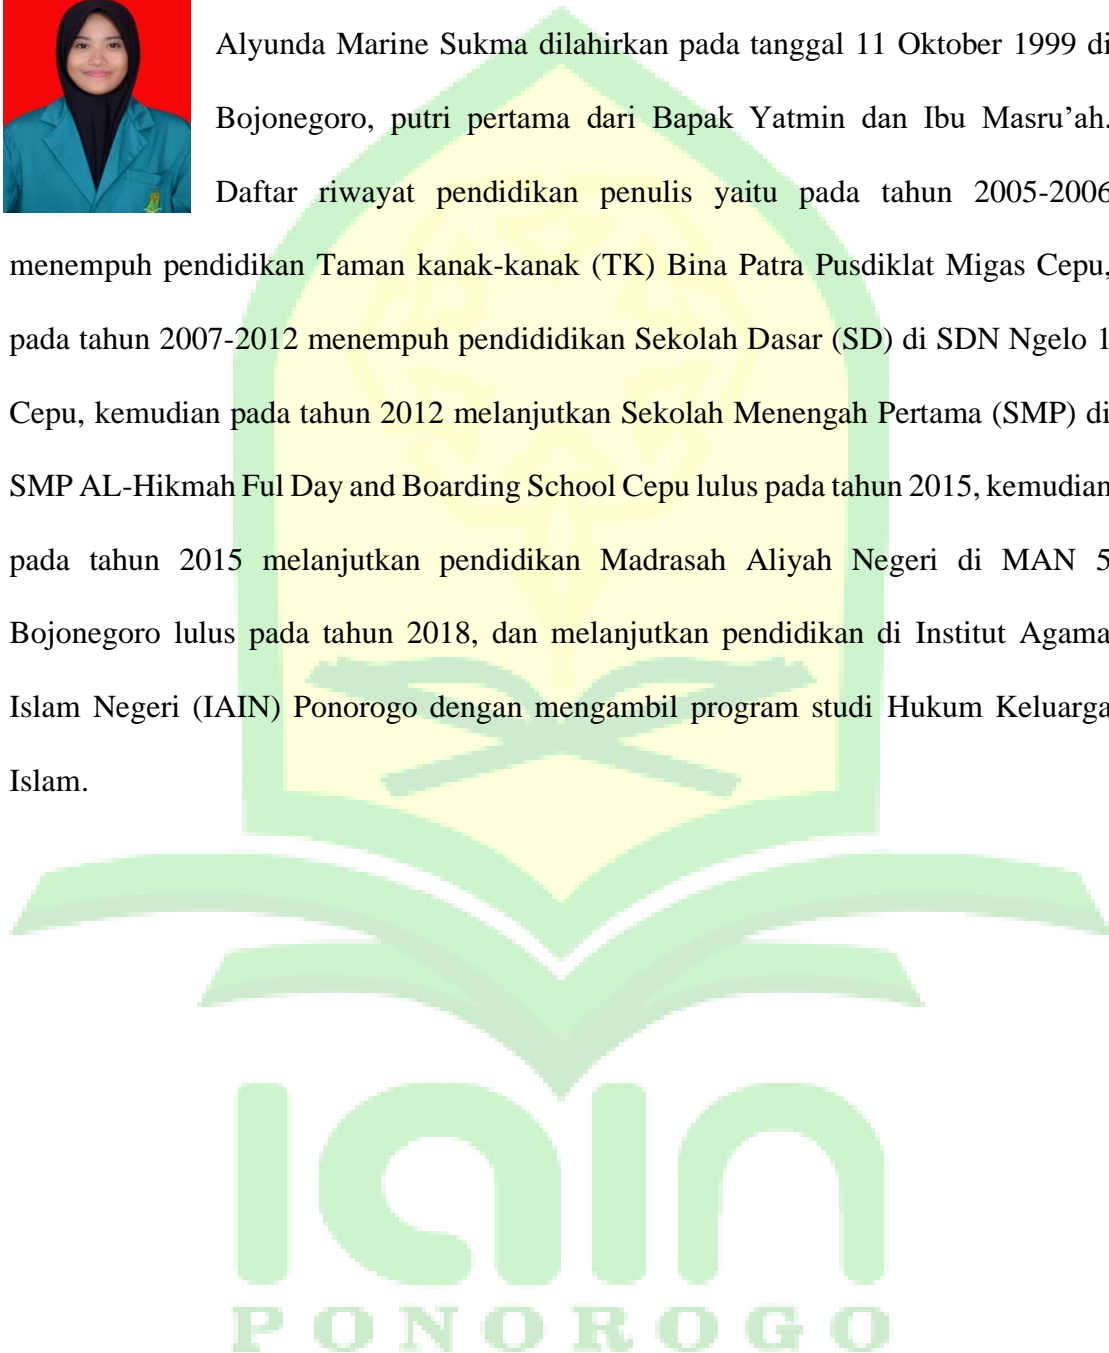 Alyunda Marine Sukma dilahirkan pada tanggal 11 Oktober 1999 di
Bojonegoro, putri pertama dari Bapak Yatmin dan Ibu Masru’ah.
Daftar riwayat pendidikan penulis yaitu pada tahun 2005-2006
menempuh pendidikan Taman kanak-kanak (TK) Bina Patra Pusdiklat Migas Cepu,
pada tahun 2007-2012 menempuh pendididikan Sekolah Dasar (SD) di SDN Ngelo 1
Cepu, kemudian pada tahun 2012 melanjutkan Sekolah Menengah Pertama (SMP) di
SMP AL-Hikmah Ful Day and Boarding School Cepu lulus pada tahun 2015, kemudian
pada tahun 2015 melanjutkan pendidikan Madrasah Aliyah Negeri di MAN 5
Bojonegoro lulus pada tahun 2018, dan melanjutkan pendidikan di Institut Agama
Islam Negeri (IAIN) Ponorogo dengan mengambil program studi Hukum Keluarga
Islam.
IAIN
PONOROGO